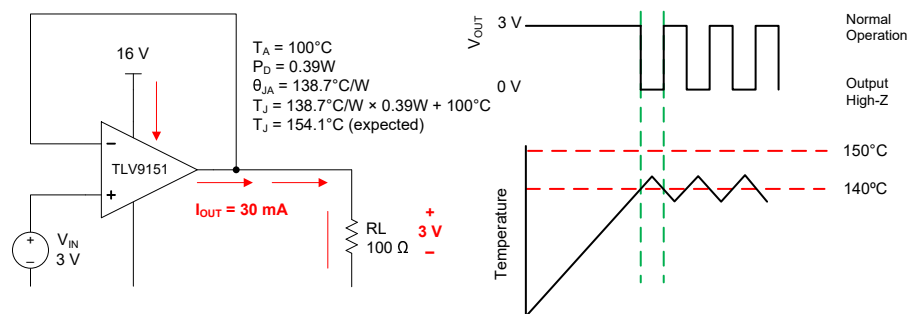 16 V
T_A = 100°C
P_D = 0.39W
θ_JA = 138.7°C/W
T_J = 138.7°C/W × 0.39W + 100°C
T_J = 154.1°C (expected)
−
TLV9151
+
I_OUT = 30 mA
V_IN
3 V
+
−
RL
100 Ω
+
3 V
−
V_OUT
3 V
0 V
Normal
Operation
Output
High-Z
Temperature
150°C
140ºC